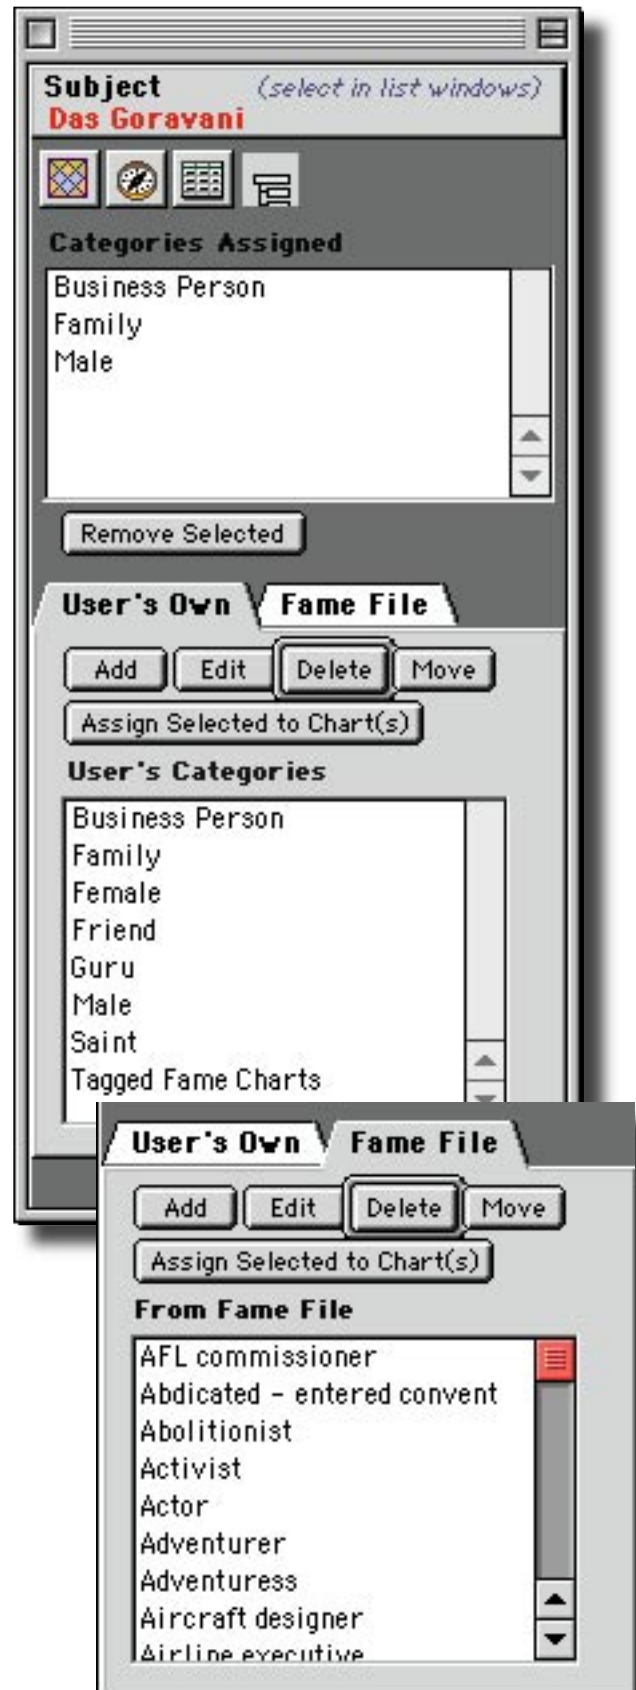 Subject (select in list windows)
Das Goravani
Categories Assigned
Business Person
Family
Male
Remove Selected
User's Own Fame File
Add Edit Delete Move
Assign Selected to Chart(s)
User's Categories
Business Person
Family
Female
Friend
Guru
Male
Saint
Tagged Fame Charts
User's Own Fame File
Add Edit Delete Move
Assign Selected to Chart(s)
From Fame File
AFL commissioner
Abdicated - entered convent
Abolitionist
Activist
Actor
Adventurer
Adventuress
Aircraft designer
Airline executive